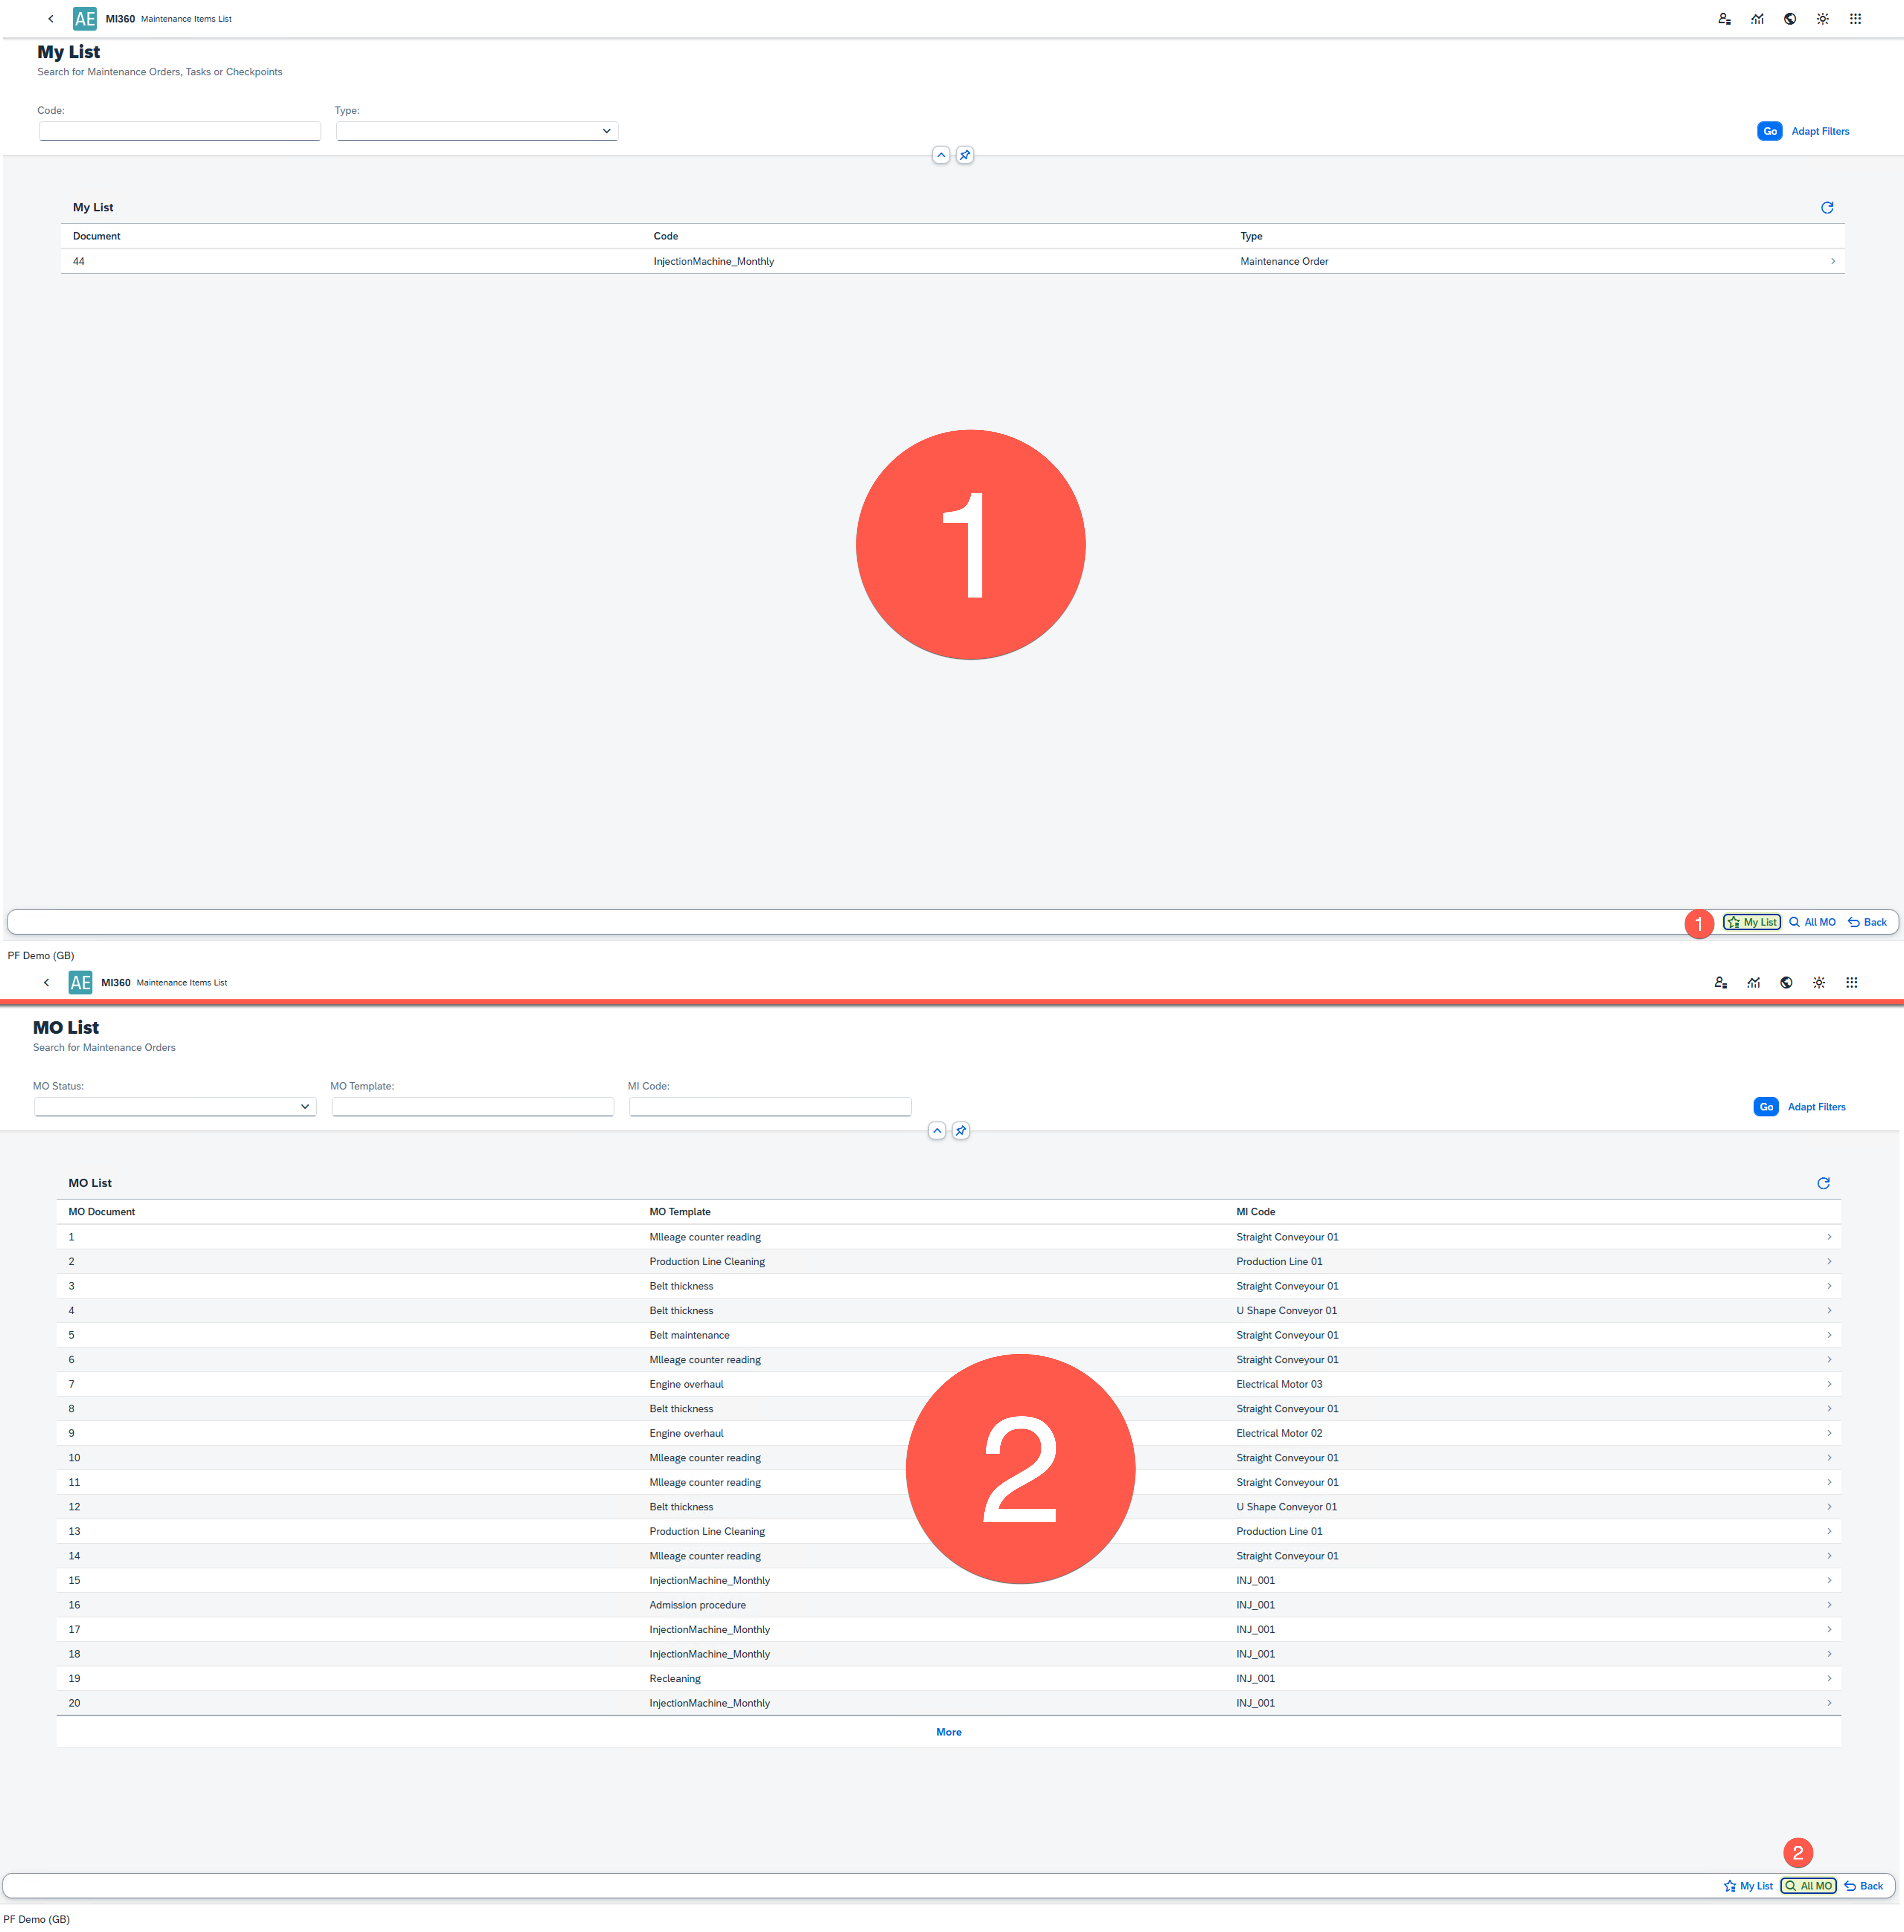 AE MI360 Maintenance Items List
My List
Search for Maintenance Orders, Tasks or Checkpoints
Code: Type:
Go Adapt Filters
My List
Document Code Type
44 InjectionMachine_Monthly Maintenance Order
1
1 My List All MO Back
PF Demo (GB)
AE MI360 Maintenance Items List
MO List
Search for Maintenance Orders
MO Status: MO Template: MI Code:
Go Adapt Filters
MO List
MO Document MO Template MI Code
1 Mlleage counter reading Straight Conveyour 01
2 Production Line Cleaning Production Line 01
3 Belt thickness Straight Conveyour 01
4 Belt thickness U Shape Conveyor 01
5 Belt maintenance Straight Conveyour 01
6 Mlleage counter reading Straight Conveyour 01
7 Engine overhaul Electrical Motor 03
8 Belt thickness Straight Conveyour 01
9 Engine overhaul Electrical Motor 02
10 Mlleage counter reading Straight Conveyour 01
11 Mlleage counter reading Straight Conveyour 01
12 Belt thickness U Shape Conveyor 01
13 Production Line Cleaning Production Line 01
14 Mlleage counter reading Straight Conveyour 01
15 InjectionMachine_Monthly INJ_001
16 Admission procedure INJ_001
17 InjectionMachine_Monthly INJ_001
18 InjectionMachine_Monthly INJ_001
19 Recleaning INJ_001
20 InjectionMachine_Monthly INJ_001
2
More
2
My List All MO Back
PF Demo (GB)